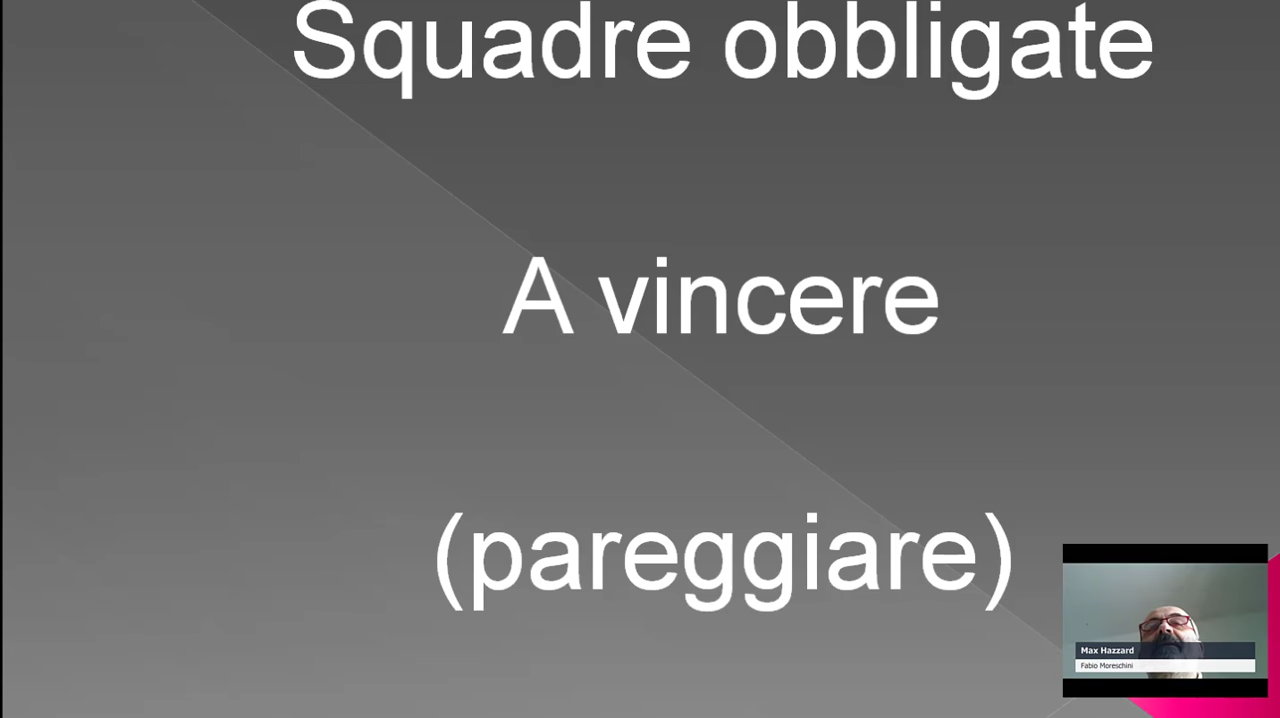 Squadre obbligate
A vincere
(pareggiare)
Max Hazzard
Fabio Moreschini